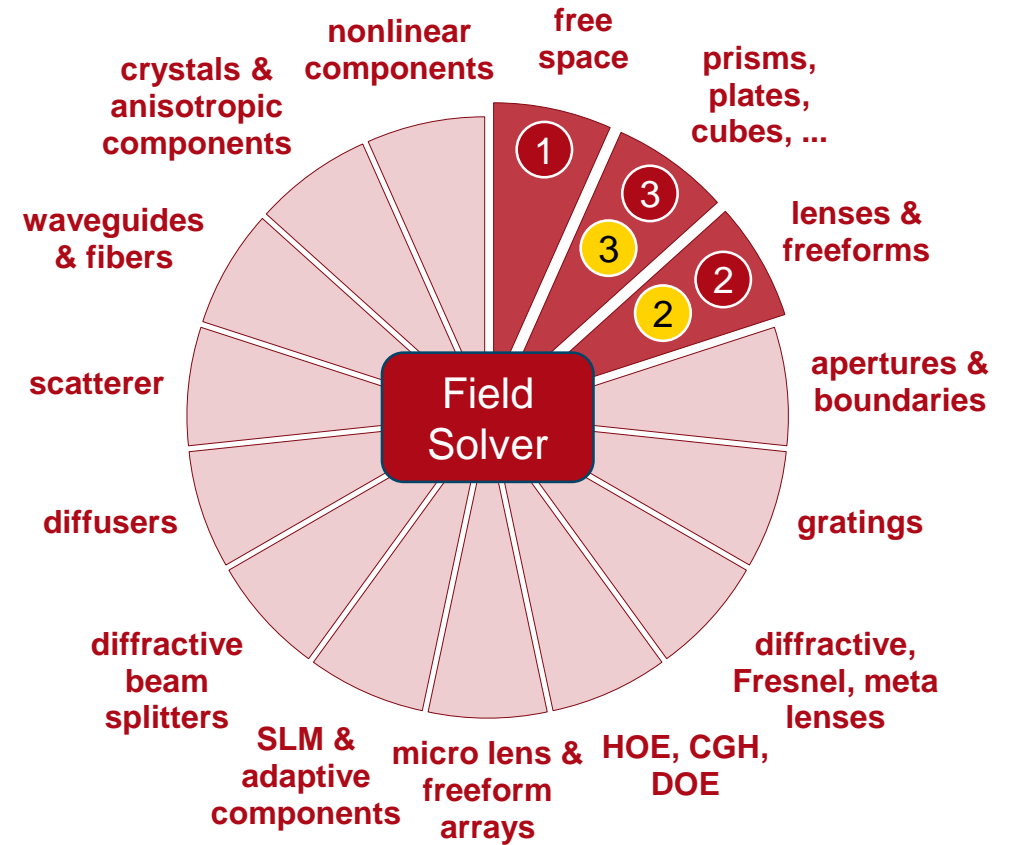 free
space
prisms,
plates,
cubes, ...
lenses &
freeforms
apertures &
boundaries
gratings
diffractive,
Fresnel, meta
lenses
HOE, CGH,
DOE
micro lens &
freeform
arrays
SLM &
adaptive
components
diffractive
beam
splitters
diffusers
scatterer
waveguides
& fibers
crystals &
anisotropic
components
nonlinear
components
1
3
3
2
2
Field
Solver